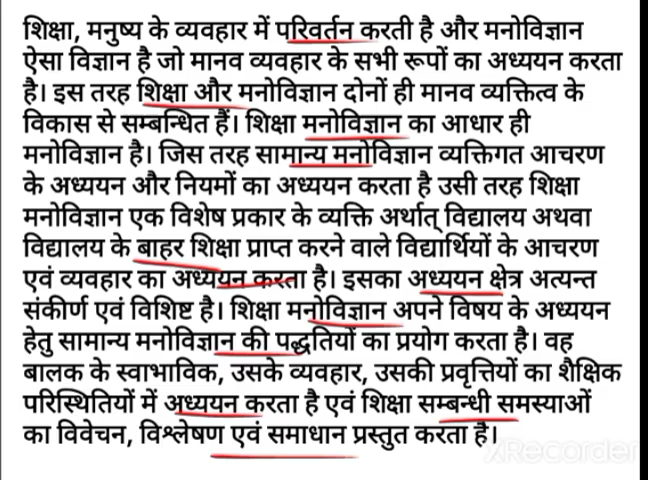 शिक्षा, मनुष्य के व्यवहार में परिवर्तन करती है और मनोविज्ञान
ऐसा विज्ञान है जो मानव व्यवहार के सभी रूपों का अध्ययन करता
है। इस तरह शिक्षा और मनोविज्ञान दोनों ही मानव व्यक्तित्व के
विकास से सम्बन्धित हैं। शिक्षा मनोविज्ञान का आधार ही
मनोविज्ञान है। जिस तरह सामान्य मनोविज्ञान व्यक्तिगत आचरण
के अध्ययन और नियमों का अध्ययन करता है उसी तरह शिक्षा
मनोविज्ञान एक विशेष प्रकार के व्यक्ति अर्थात् विद्यालय अथवा
विद्यालय के बाहर शिक्षा प्राप्त करने वाले विद्यार्थियों के आचरण
एवं व्यवहार का अध्ययन करता है। इसका अध्ययन क्षेत्र अत्यन्त
संकीर्ण एवं विशिष्ट है। शिक्षा मनोविज्ञान अपने विषय के अध्ययन
हेतु सामान्य मनोविज्ञान की पद्धतियों का प्रयोग करता है। वह
बालक के स्वाभाविक, उसके व्यवहार, उसकी प्रवृत्तियों का शैक्षिक
परिस्थितियों में अध्ययन करता है एवं शिक्षा सम्बन्धी समस्याओं
का विवेचन, विश्लेषण एवं समाधान प्रस्तुत करता है।
XRecorder